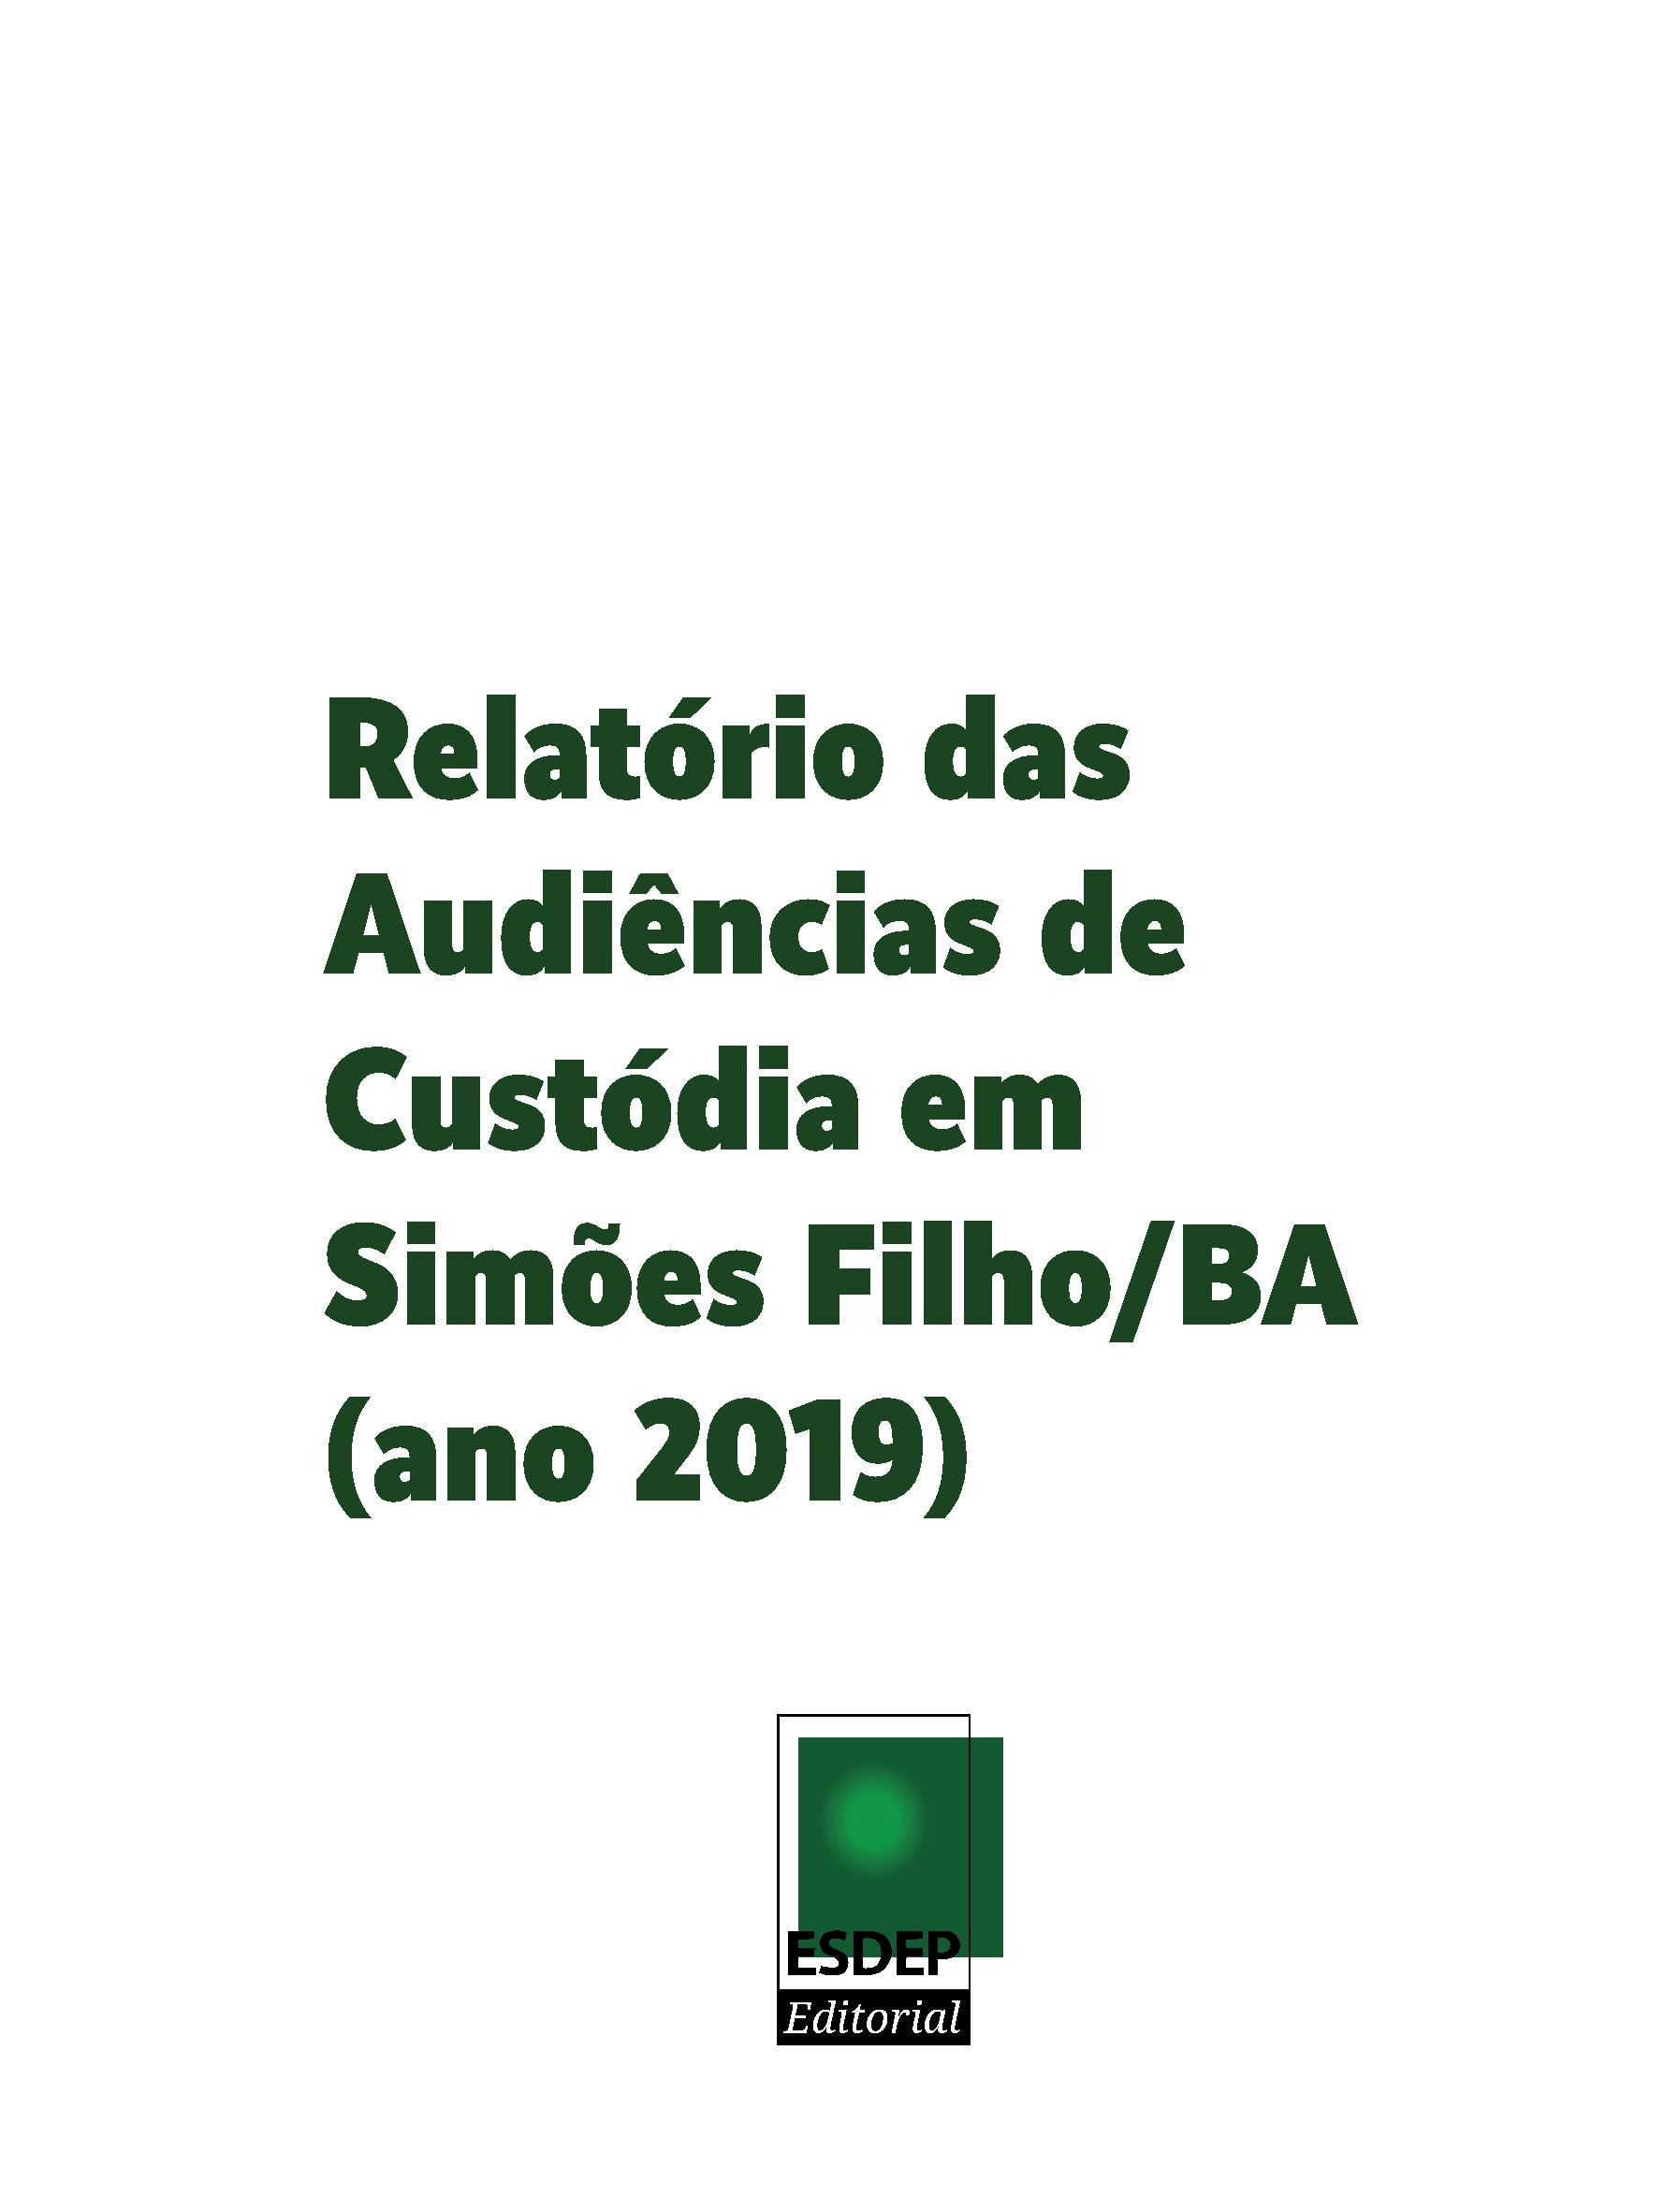 Relatório das
Audiências de
Custódia em
Simões Filho/BA
(ano 2019)
ESDEP
Editorial